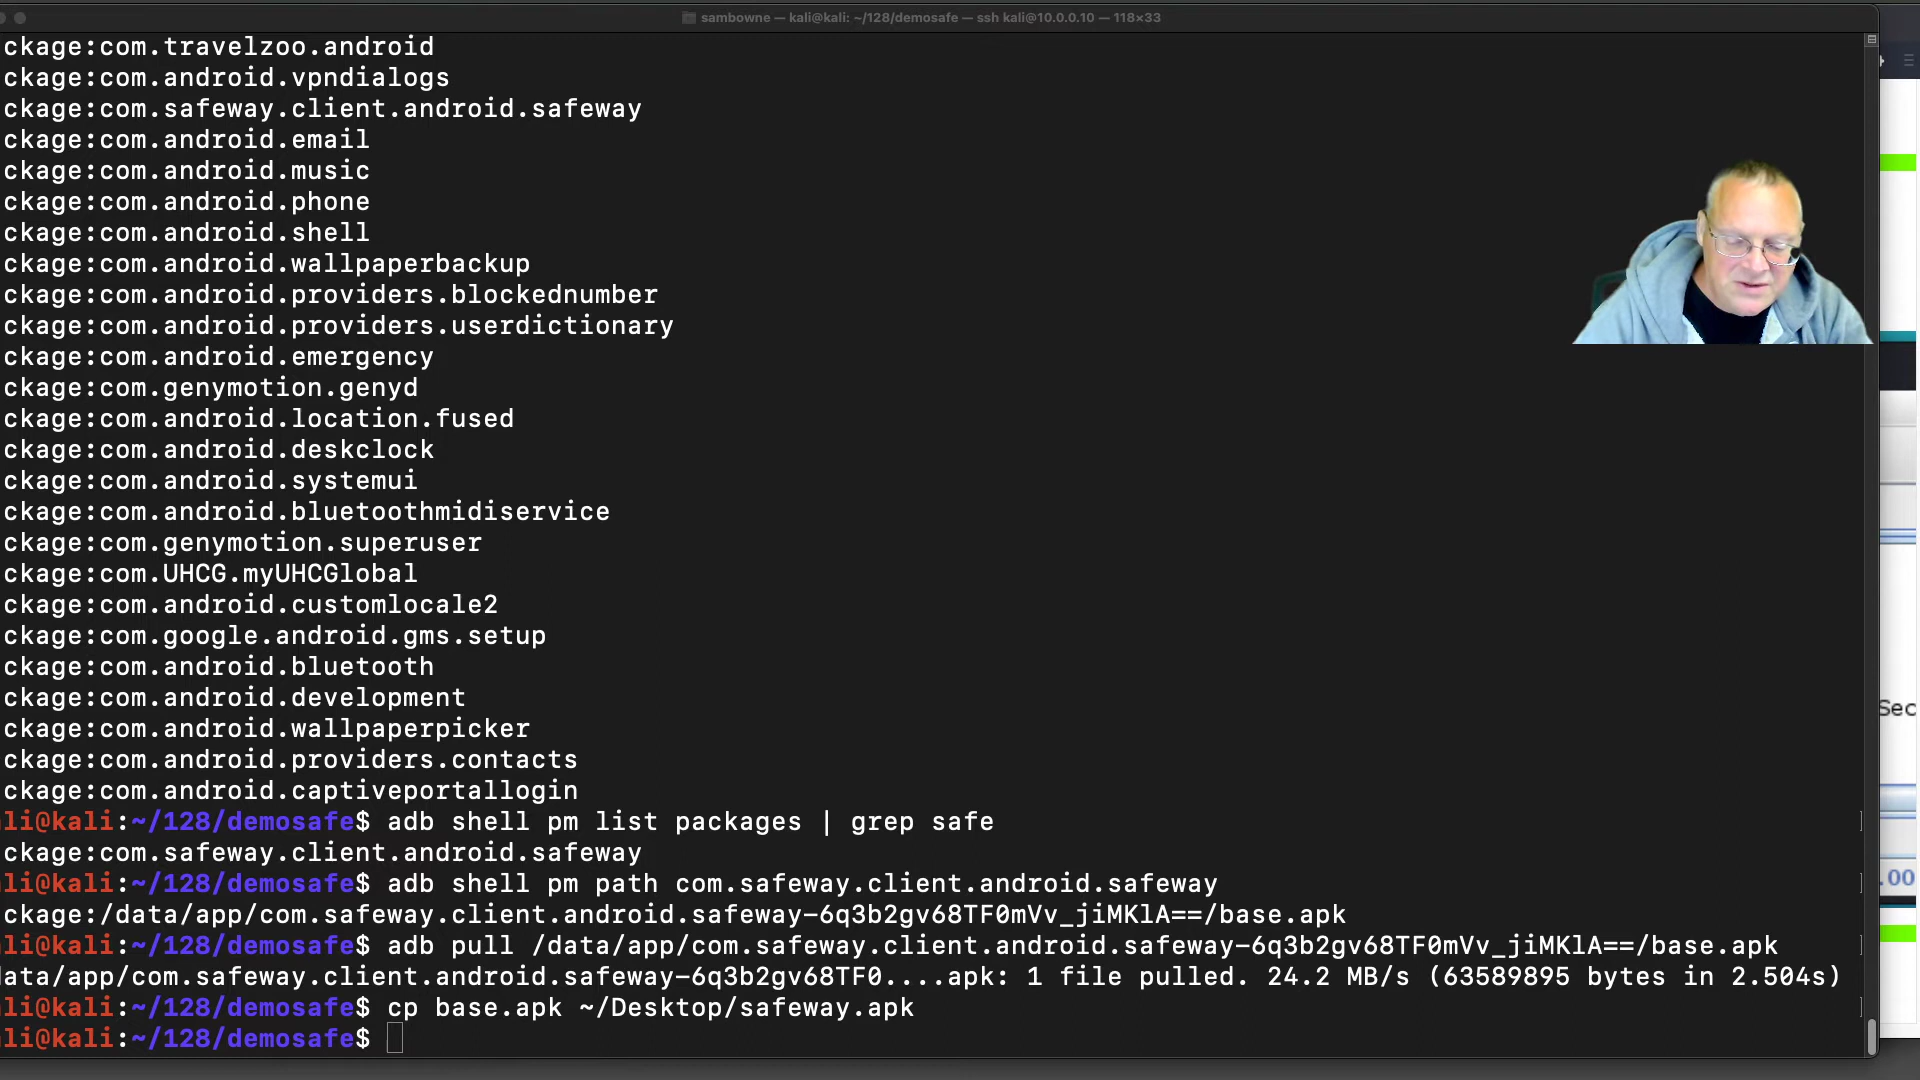 sambowne — kali@kali: ~/128/demosafe — ssh kali@10.0.0.10 — 118×33
ckage:com.travelzoo.android
ckage:com.android.vpndialogs
ckage:com.safeway.client.android.safeway
ckage:com.android.email
ckage:com.android.music
ckage:com.android.phone
ckage:com.android.shell
ckage:com.android.wallpaperbackup
ckage:com.android.providers.blockednumber
ckage:com.android.providers.userdictionary
ckage:com.android.emergency
ckage:com.genymotion.genyd
ckage:com.android.location.fused
ckage:com.android.deskclock
ckage:com.android.systemui
ckage:com.android.bluetoothmidiservice
ckage:com.genymotion.superuser
ckage:com.UHCG.myUHCGlobal
ckage:com.android.customlocale2
ckage:com.google.android.gms.setup
ckage:com.android.bluetooth
ckage:com.android.development
ckage:com.android.wallpaperpicker
ckage:com.android.providers.contacts
ckage:com.android.captiveportallogin
li@kali:~/128/demosafe$ adb shell pm list packages | grep safe
ckage:com.safeway.client.android.safeway
li@kali:~/128/demosafe$ adb shell pm path com.safeway.client.android.safeway
ckage:/data/app/com.safeway.client.android.safeway-6q3b2gv68TF0mVv_jiMKlA==/base.apk
li@kali:~/128/demosafe$ adb pull /data/app/com.safeway.client.android.safeway-6q3b2gv68TF0mVv_jiMKlA==/base.apk
data/app/com.safeway.client.android.safeway-6q3b2gv68TF0....apk: 1 file pulled. 24.2 MB/s (63589895 bytes in 2.504s)
li@kali:~/128/demosafe$ cp base.apk ~/Desktop/safeway.apk
li@kali:~/128/demosafe$
Sec
.00